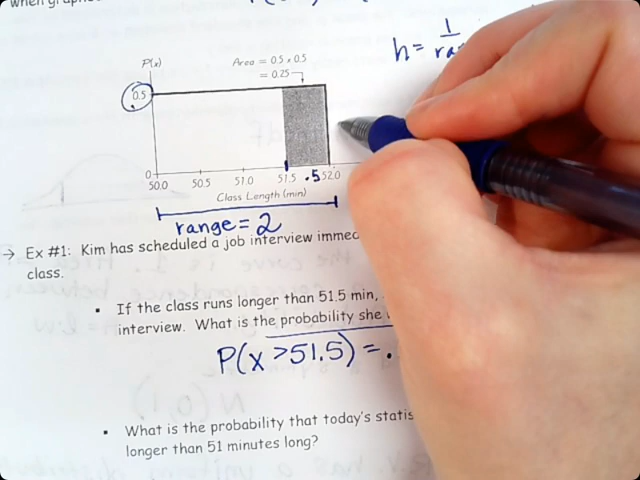 when
P(x)
Area = 0.5 x 0.5
= 0.25
h = 1
0.5
0
50.0 50.5 51.0 51.5 .5 52.0
Class Length (min)
range = 2
→ Ex #1: Kim has scheduled a job interview
class.
▪ If the class runs longer than 51.5 min,
interview. What is the probability she
P(x >51.5) = .
N (0,1)
▪ What is the probability that today's
longer than 51 minutes long?